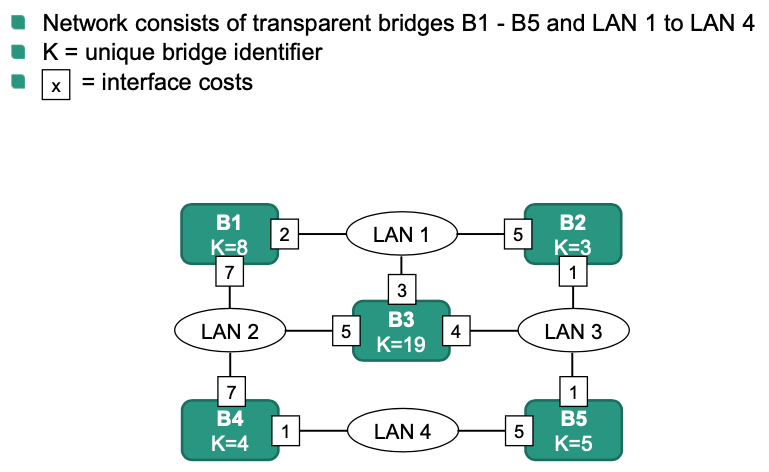 Network consists of transparent bridges B1 - B5 and LAN 1 to LAN 4
K = unique bridge identifier
x = interface costs
B1
K=8
2
LAN 1
5
B2
K=3
7
3
1
LAN 2
5
B3
K=19
4
LAN 3
7
1
B4
K=4
1
LAN 4
5
B5
K=5